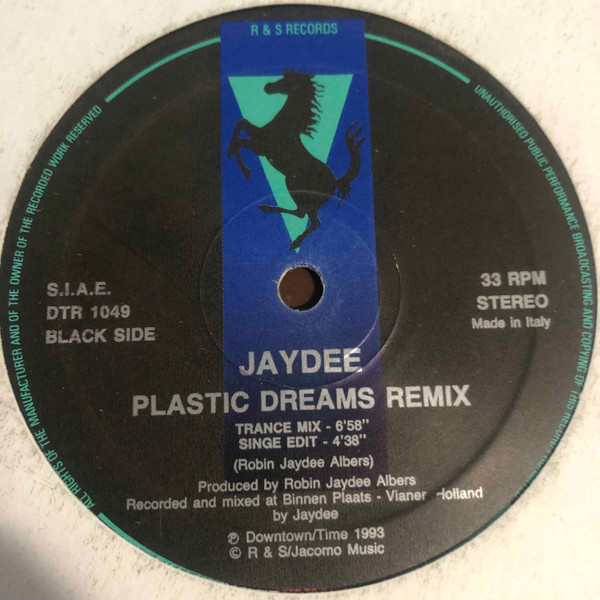 R & S RECORDS
ALL RIGHTS OF THE MANUFACTURER AND OF THE OWNER OF THE RECORDED WORK RESERVED
UNAUTHORISED PUBLIC PERFORMANCE BROADCASTING AND COPYING OF THIS RECORD
S.I.A.E.
DTR 1049
BLACK SIDE
33 RPM
STEREO
Made in Italy
JAYDEE
PLASTIC DREAMS REMIX
TRANCE MIX - 6'58"
SINGE EDIT - 4'38"
(Robin Jaydee Albers)
Produced by Robin Jaydee Albers
Recorded and mixed at Binnen Plaats - Vianen Holland
by Jaydee
℗ Downtown/Time 1993
© R & S/Jacomo Music